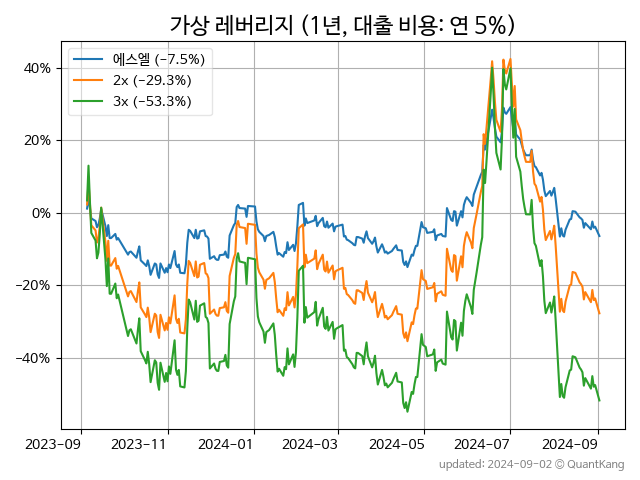 가상 레버리지 (1년, 대출 비용: 연 5%)
에스엘 (−7.5%)
2x (−29.3%)
3x (−53.3%)
40%
20%
0%
−20%
−40%
2023-09 2023-11 2024-01 2024-03 2024-05 2024-07 2024-09
updated: 2024-09-02 © QuantKang